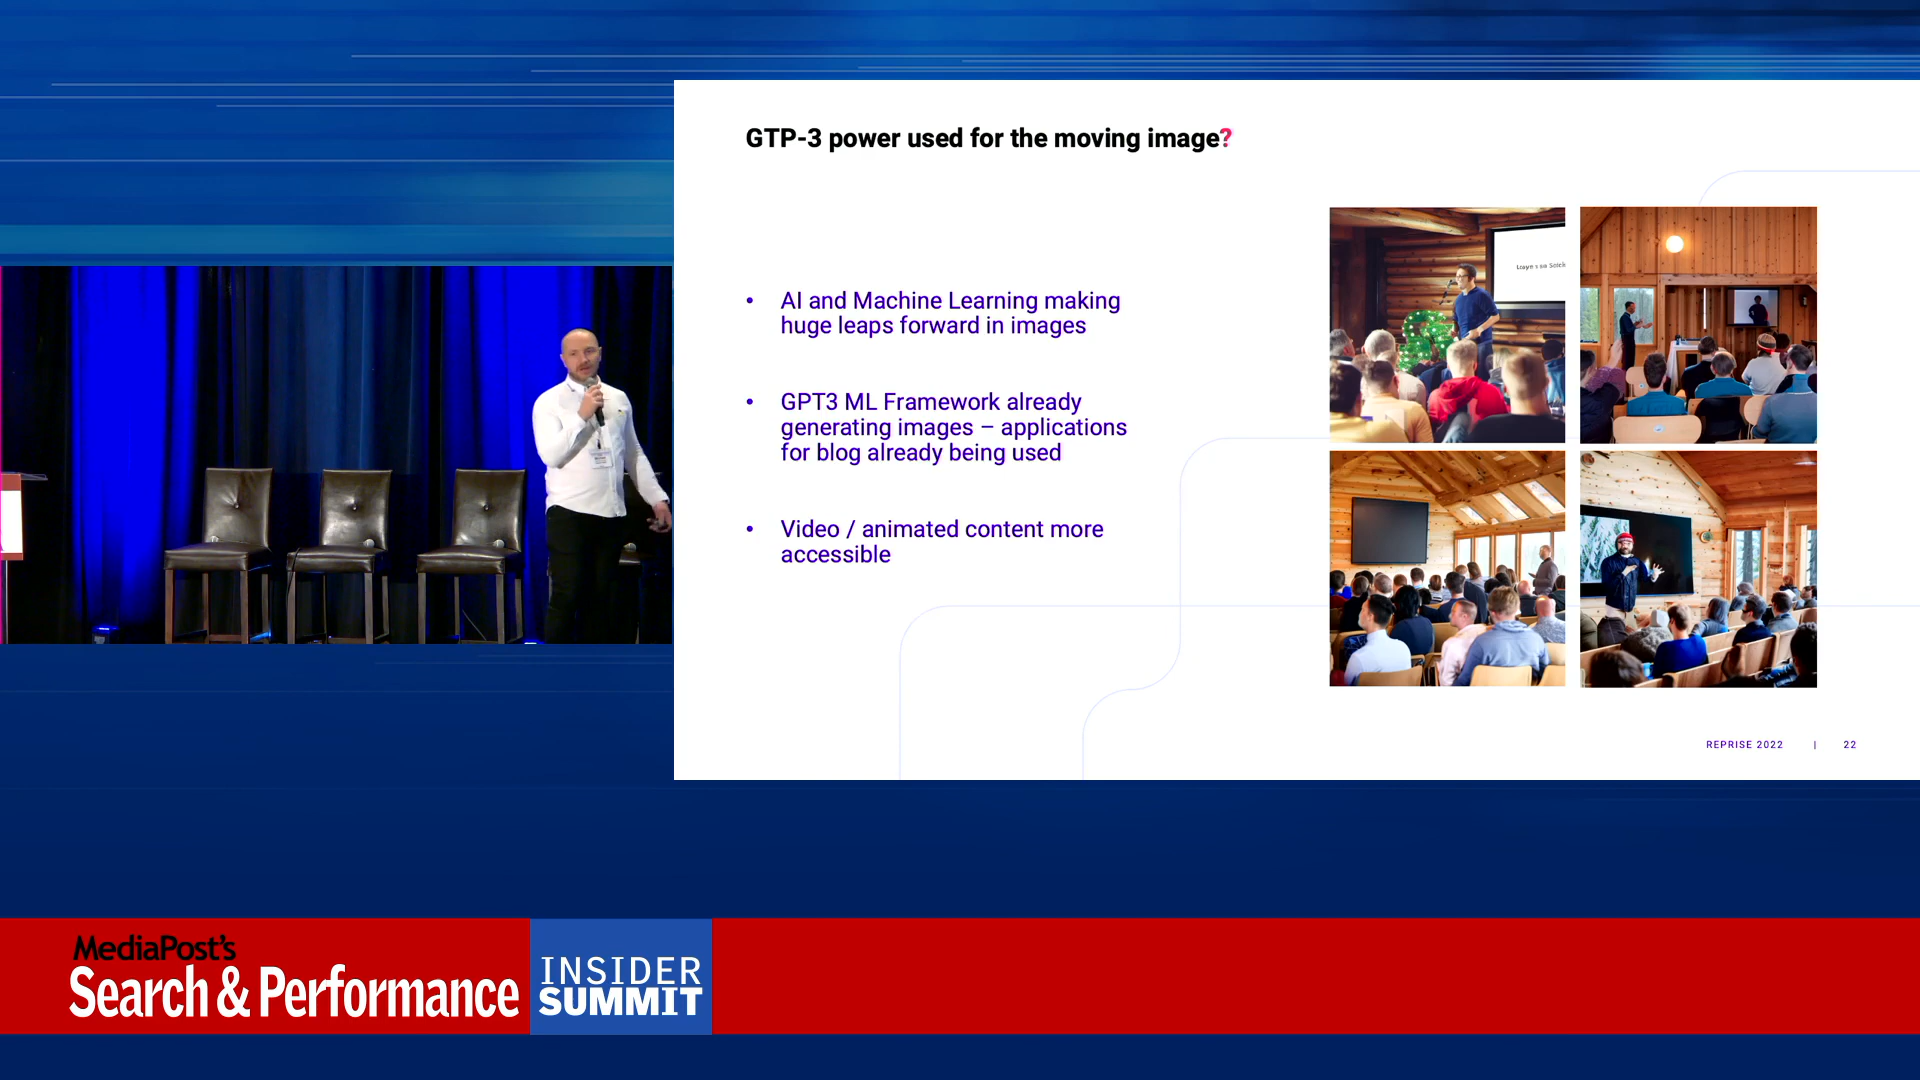 GTP-3 power used for the moving image?
• AI and Machine Learning making
huge leaps forward in images
• GPT3 ML Framework already
generating images – applications
for blog already being used
• Video / animated content more
accessible
REPRISE 2022 | 22
MediaPost's
Search & Performance
INSIDER
SUMMIT